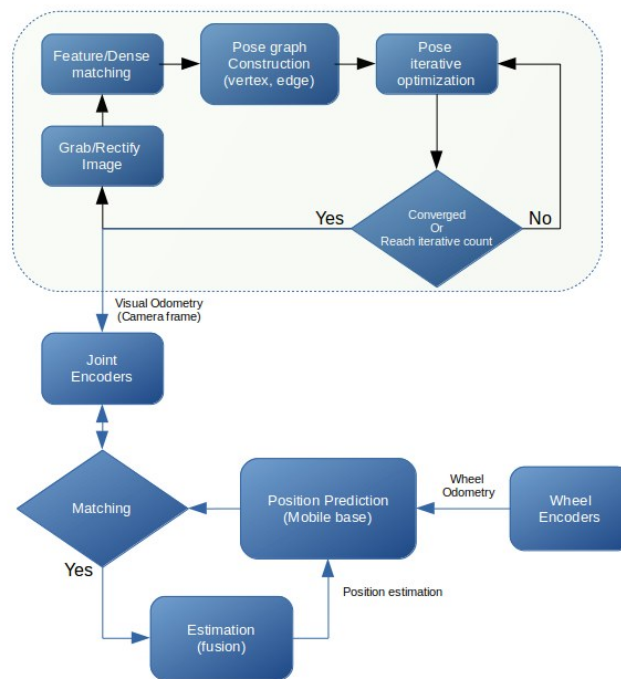 Feature/Dense
matching
Pose graph
Construction
(vertex, edge)
Pose
iterative
optimization
Grab/Rectify
Image
Yes
Converged
Or
Reach iterative count
No
Visual Odometry
(Camera frame)
Joint
Encoders
Matching
Position Prediction
(Mobile base)
Wheel
Odometry
Wheel
Encoders
Yes
Estimation
(fusion)
Position estimation